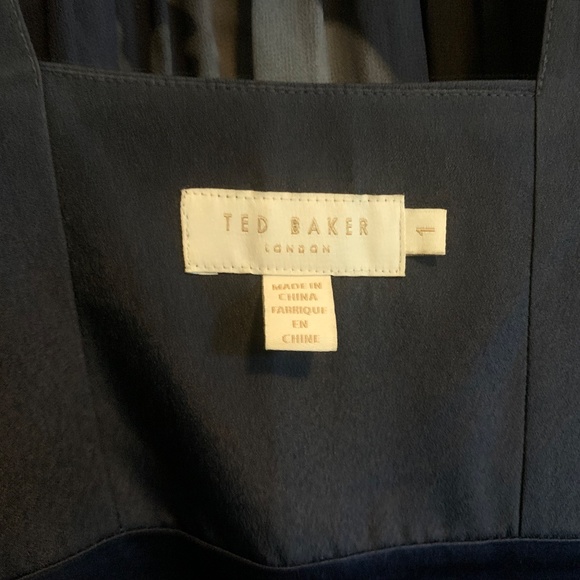 TED BAKER
LONDON
1
MADE IN
CHINA
FABRIQUE
EN
CHINE